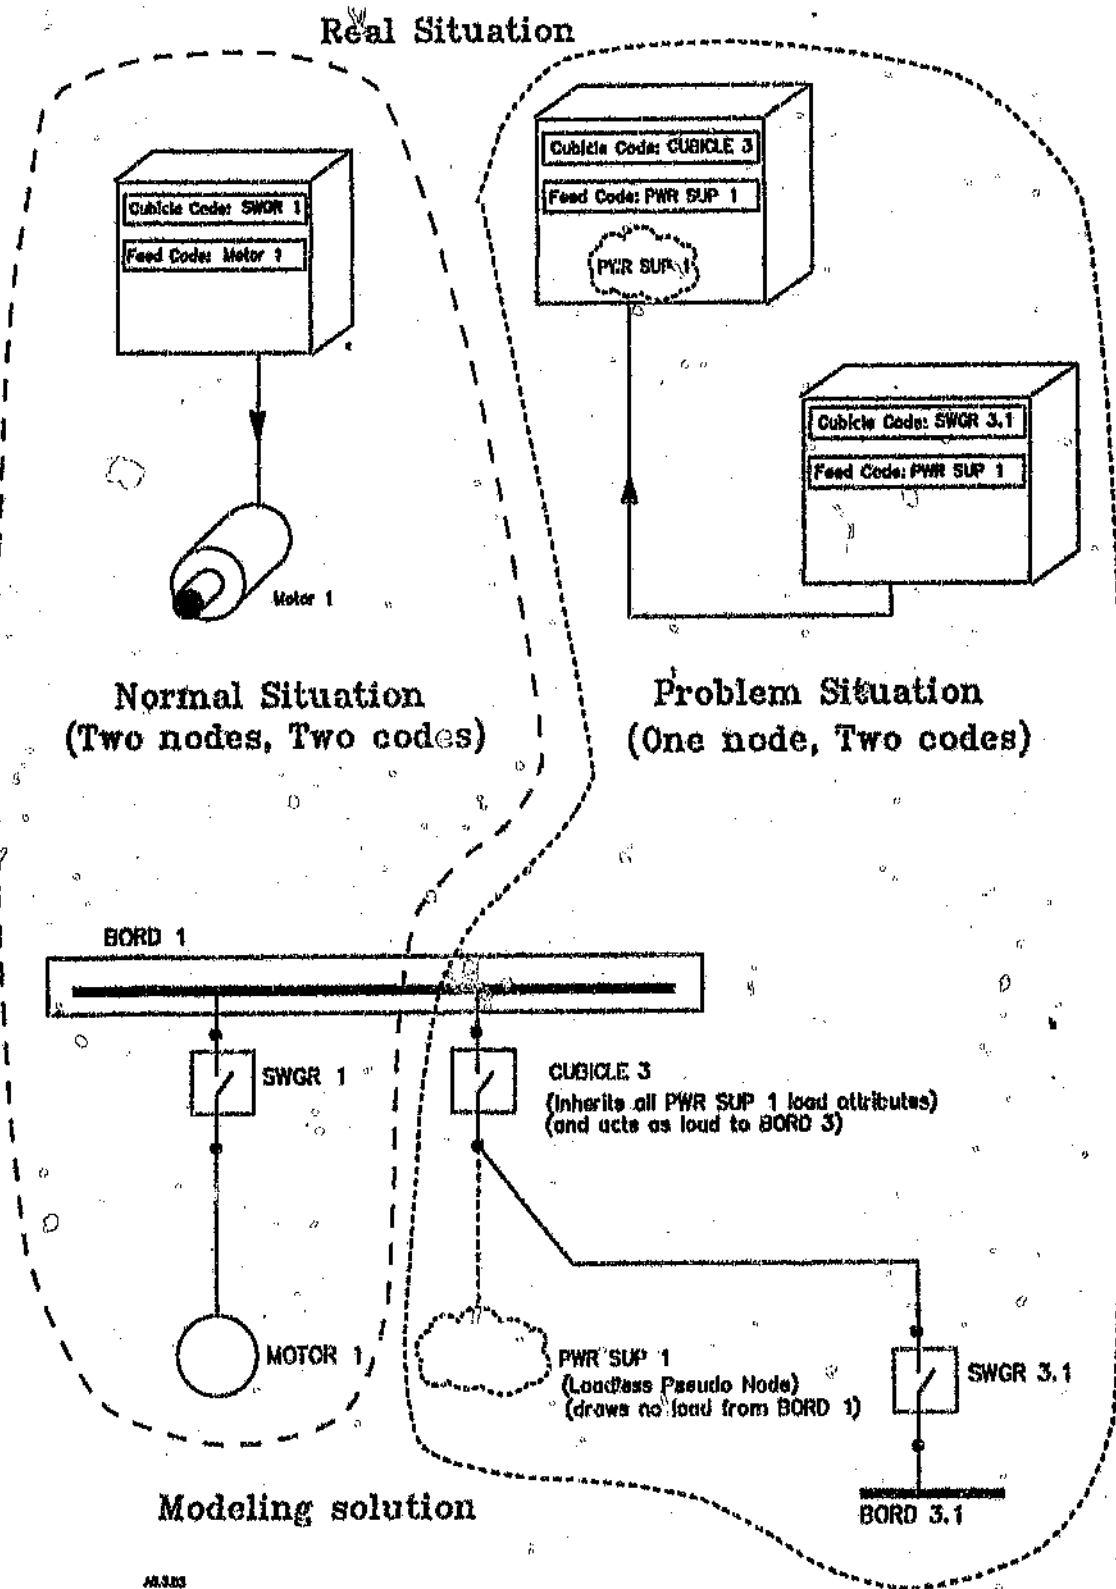 Real Situation
Cubicle Code: SWGR 1
Feed Code: Motor 1
Motor 1
Cubicle Code: CUBICLE 3
Feed Code: PWR SUP 1
PWR SUP 1
Cubicle Code: SWGR 3.1
Feed Code: PWR SUP 1
Normal Situation
(Two nodes, Two codes)
Problem Situation
(One node, Two codes)
BORD 1
SWGR 1
CUBICLE 3
(Inherits all PWR SUP 1 load attributes)
(and acts as load to BORD 3)
MOTOR 1
PWR SUP 1
(Loadless Pseudo Node)
(draws no load from BORD 1)
SWGR 3.1
BORD 3.1
Modeling solution